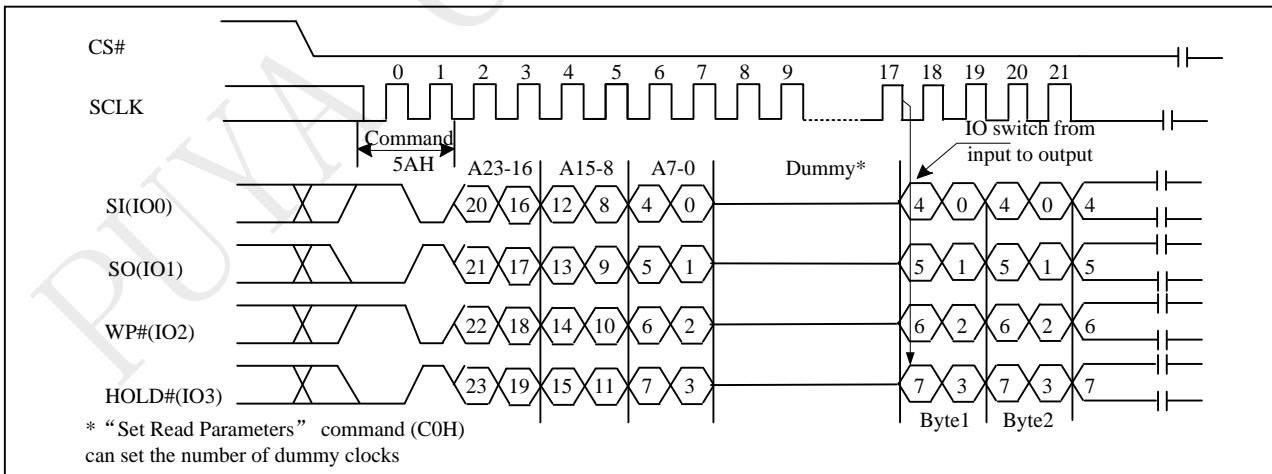 CS#
0 1 2 3 4 5 6 7 8 9 17 18 19 20 21
SCLK
Command
5AH
IO switch from
input to output
A23-16 A15-8 A7-0 Dummy*
SI(IO0) 20 16 12 8 4 0 4 0 4 0 4
SO(IO1) 21 17 13 9 5 1 5 1 5 1 5
WP#(IO2) 22 18 14 10 6 2 6 2 6 2 6
HOLD#(IO3) 23 19 15 11 7 3 7 3 7 3 7
Byte1 Byte2
* “Set Read Parameters” command (C0H)
can set the number of dummy clocks
PUYA